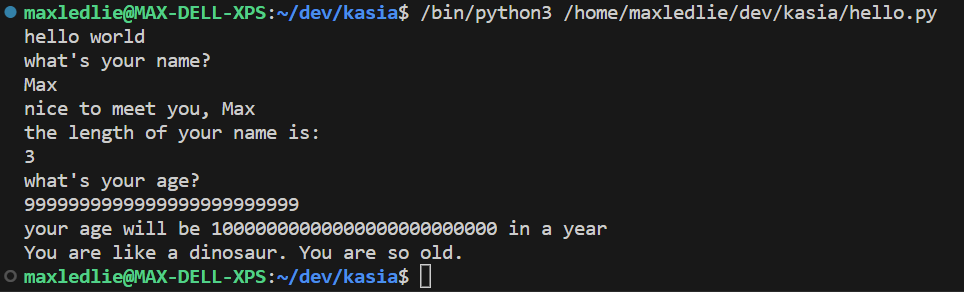 maxledlie@MAX-DELL-XPS:~/dev/kasia$ /bin/python3 /home/maxledlie/dev/kasia/hello.py
hello world
what's your name?
Max
nice to meet you, Max
the length of your name is:
3
what's your age?
9999999999999999999999999
your age will be 10000000000000000000000000 in a year
You are like a dinosaur. You are so old.
maxledlie@MAX-DELL-XPS:~/dev/kasia$